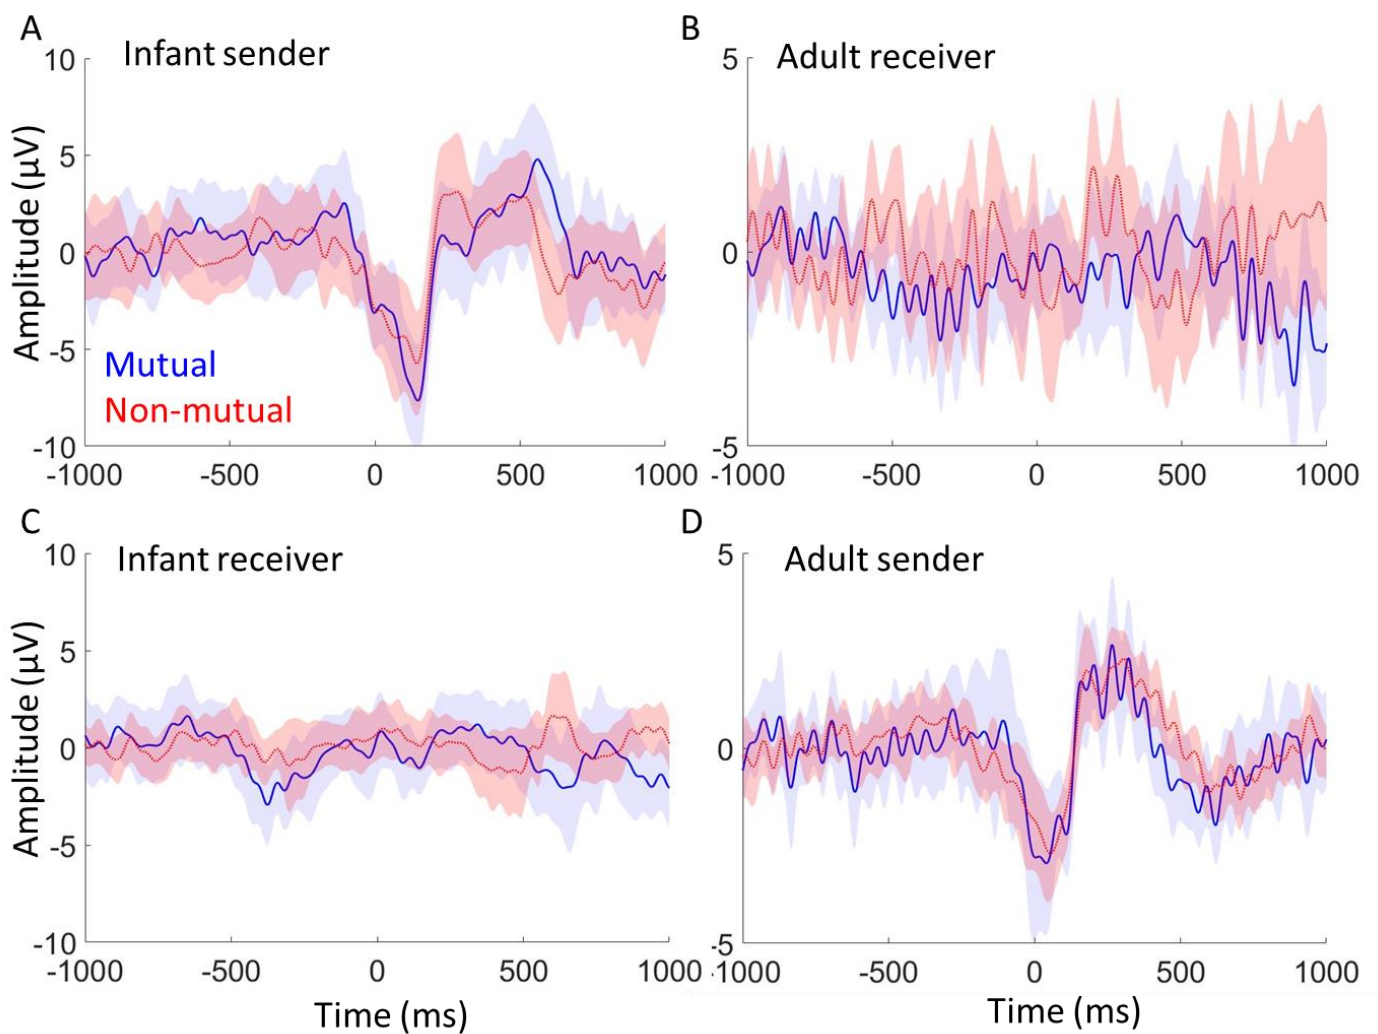 A
Infant sender
10
5
0
-5
-10
Amplitude (µV)
Mutual
Non-mutual
-1000 -500 0 500 1000
B
Adult receiver
5
0
-5
-1000 -500 0 500 1000
C
Infant receiver
10
5
0
-5
-10
Amplitude (µV)
-1000 -500 0 500 1000
Time (ms)
D
Adult sender
5
0
-5
-1000 -500 0 500 1000
Time (ms)